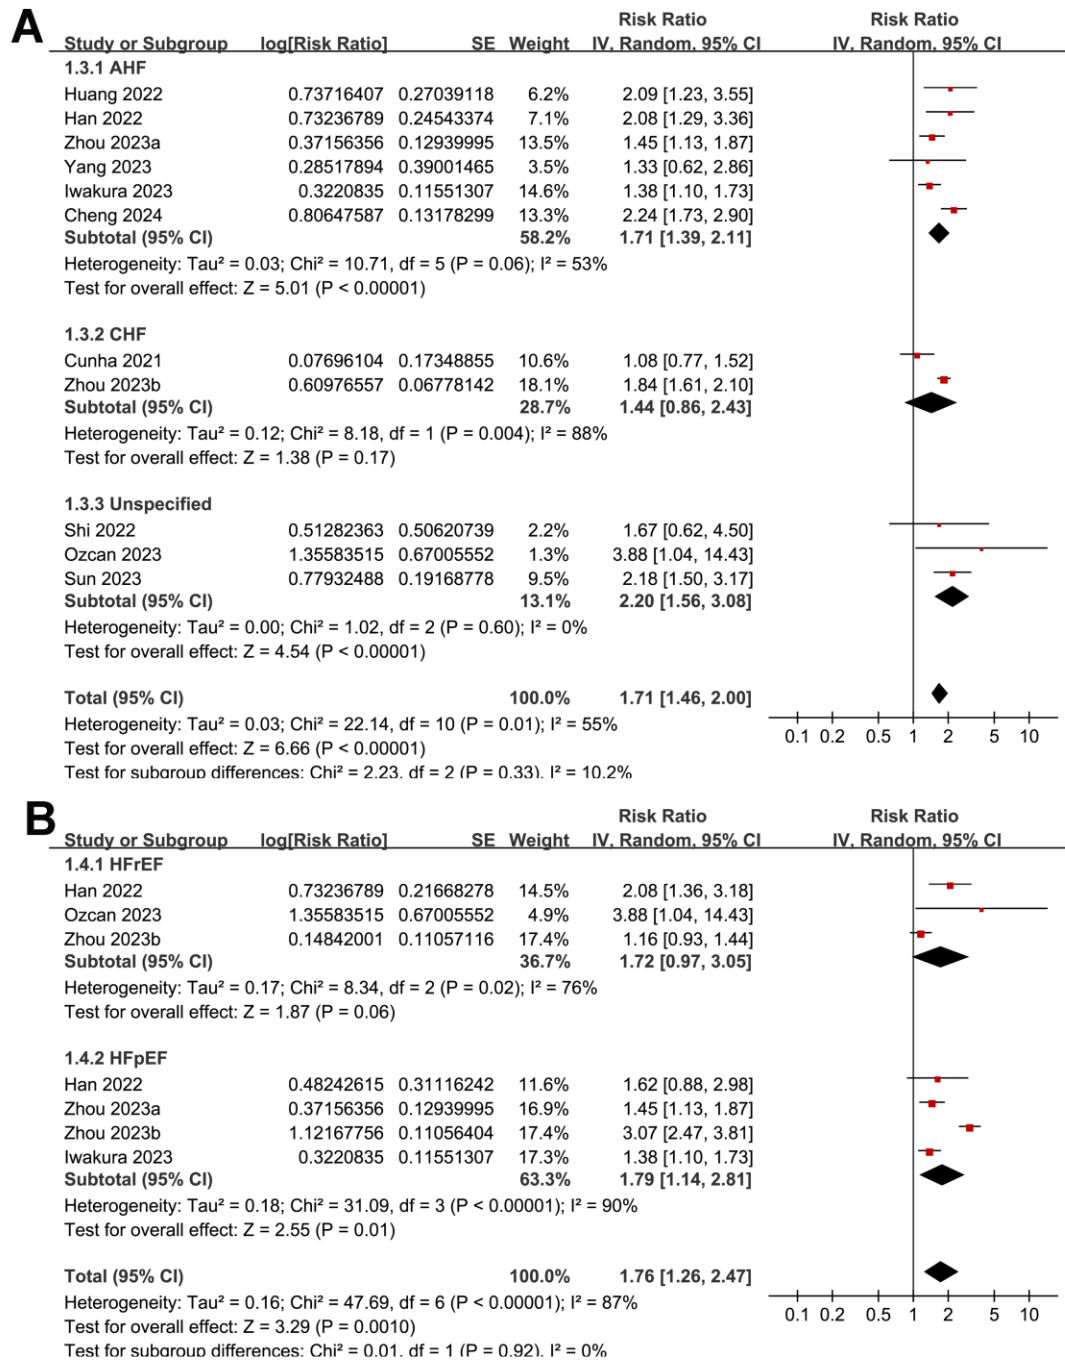 A
Risk Ratio Risk Ratio
Study or Subgroup log[Risk Ratio] SE Weight IV, Random, 95% CI IV, Random, 95% CI
1.3.1 AHF
Huang 2022 0.73716407 0.27039118 6.2% 2.09 [1.23, 3.55]
Han 2022 0.73236789 0.24543374 7.1% 2.08 [1.29, 3.36]
Zhou 2023a 0.37156356 0.12939995 13.5% 1.45 [1.13, 1.87]
Yang 2023 0.28517894 0.39001465 3.5% 1.33 [0.62, 2.86]
Iwakura 2023 0.3220835 0.11551307 14.6% 1.38 [1.10, 1.73]
Cheng 2024 0.80647587 0.13178299 13.3% 2.24 [1.73, 2.90]
Subtotal (95% CI) 58.2% 1.71 [1.39, 2.11]
Heterogeneity: Tau² = 0.03; Chi² = 10.71, df = 5 (P = 0.06); I² = 53%
Test for overall effect: Z = 5.01 (P < 0.00001)
1.3.2 CHF
Cunha 2021 0.07696104 0.17348855 10.6% 1.08 [0.77, 1.52]
Zhou 2023b 0.60976557 0.06778142 18.1% 1.84 [1.61, 2.10]
Subtotal (95% CI) 28.7% 1.44 [0.86, 2.43]
Heterogeneity: Tau² = 0.12; Chi² = 8.18, df = 1 (P = 0.004); I² = 88%
Test for overall effect: Z = 1.38 (P = 0.17)
1.3.3 Unspecified
Shi 2022 0.51282363 0.50620739 2.2% 1.67 [0.62, 4.50]
Ozcan 2023 1.35583515 0.67005552 1.3% 3.88 [1.04, 14.43]
Sun 2023 0.77932488 0.19168778 9.5% 2.18 [1.50, 3.17]
Subtotal (95% CI) 13.1% 2.20 [1.56, 3.08]
Heterogeneity: Tau² = 0.00; Chi² = 1.02, df = 2 (P = 0.60); I² = 0%
Test for overall effect: Z = 4.54 (P < 0.00001)
Total (95% CI) 100.0% 1.71 [1.46, 2.00]
Heterogeneity: Tau² = 0.03; Chi² = 22.14, df = 10 (P = 0.01); I² = 55%
0.1 0.2 0.5 1 2 5 10
Test for overall effect: Z = 6.66 (P < 0.00001)
Test for subgroup differences: Chi² = 2.23, df = 2 (P = 0.33), I² = 10.2%
B
Risk Ratio Risk Ratio
Study or Subgroup log[Risk Ratio] SE Weight IV, Random, 95% CI IV, Random, 95% CI
1.4.1 HFrEF
Han 2022 0.73236789 0.21668278 14.5% 2.08 [1.36, 3.18]
Ozcan 2023 1.35583515 0.67005552 4.9% 3.88 [1.04, 14.43]
Zhou 2023b 0.14842001 0.11057116 17.4% 1.16 [0.93, 1.44]
Subtotal (95% CI) 36.7% 1.72 [0.97, 3.05]
Heterogeneity: Tau² = 0.17; Chi² = 8.34, df = 2 (P = 0.02); I² = 76%
Test for overall effect: Z = 1.87 (P = 0.06)
1.4.2 HFpEF
Han 2022 0.48242615 0.31116242 11.6% 1.62 [0.88, 2.98]
Zhou 2023a 0.37156356 0.12939995 16.9% 1.45 [1.13, 1.87]
Zhou 2023b 1.12167756 0.11056404 17.4% 3.07 [2.47, 3.81]
Iwakura 2023 0.3220835 0.11551307 17.3% 1.38 [1.10, 1.73]
Subtotal (95% CI) 63.3% 1.79 [1.14, 2.81]
Heterogeneity: Tau² = 0.18; Chi² = 31.09, df = 3 (P < 0.00001); I² = 90%
Test for overall effect: Z = 2.55 (P = 0.01)
Total (95% CI) 100.0% 1.76 [1.26, 2.47]
Heterogeneity: Tau² = 0.16; Chi² = 47.69, df = 6 (P < 0.00001); I² = 87%
0.1 0.2 0.5 1 2 5 10
Test for overall effect: Z = 3.29 (P = 0.0010)
Test for subgroup differences: Chi² = 0.01, df = 1 (P = 0.92), I² = 0%